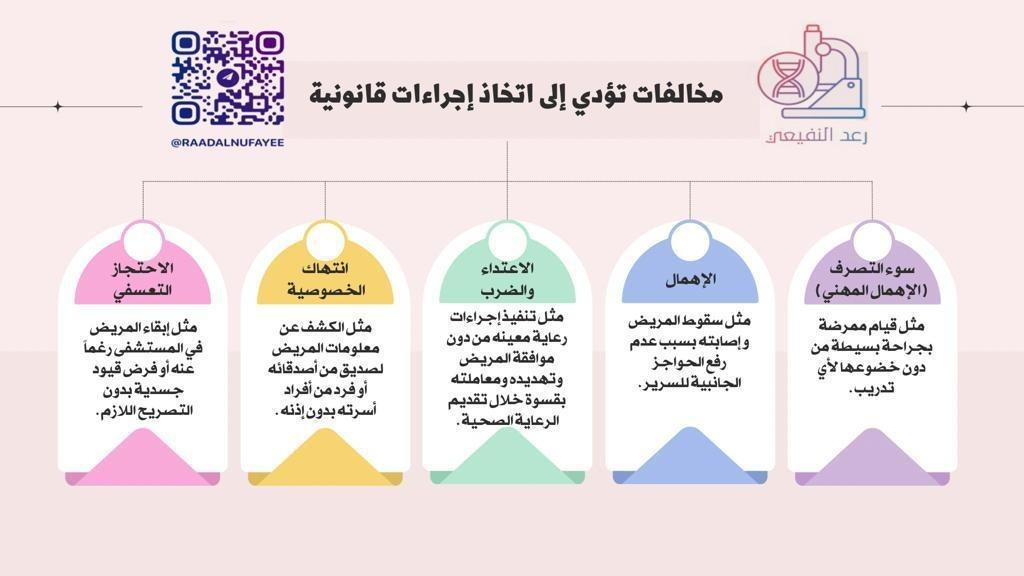 مخالفات تؤدي إلى اتخاذ إجراءات قانونية
رعد النفيعي
@RAADALNUFAYEE
سوء التصرف
(الإهمال المهني)
مثل قيام ممرضة
بجراحة بسيطة من
دون خضوعها لأي
تدريب.
الإهمال
مثل سقوط المريض
وإصابته بسبب عدم
رفع الحواجز
الجانبية للسرير.
الاعتداء
والضرب
مثل تنفيذ إجراءات
رعاية معينه من دون
موافقة المريض
وتهديده ومعاملته
بقسوة خلال تقديم
الرعاية الصحية.
انتهاك
الخصوصية
مثل الكشف عن
معلومات المريض
لصديق من أصدقائه
أو فرد من أفراد
أسرته بدون إذنه.
الاحتجاز
التعسفي
مثل إبقاء المريض
في المستشفى رغماً
عنه أو فرض قيود
جسدية بدون
التصريح اللازم.